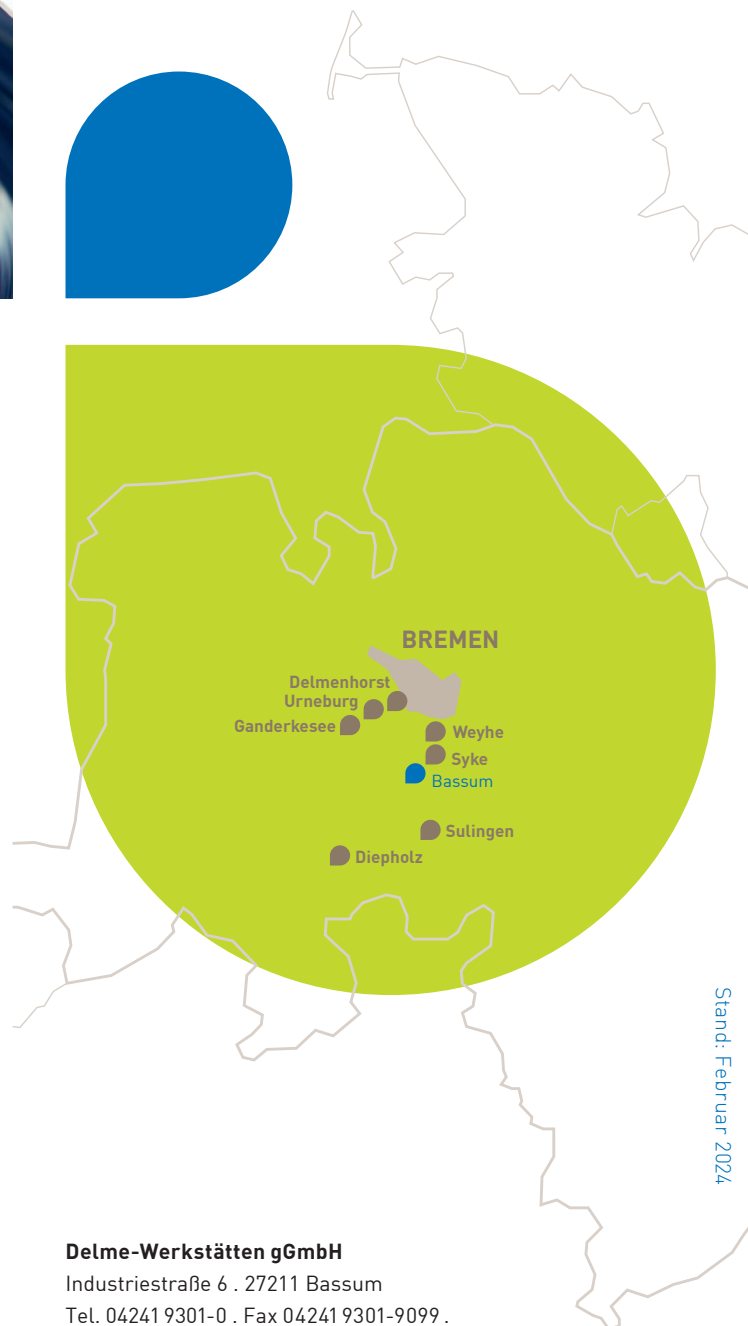 BREMEN
Delmenhorst
Urneburg
Ganderkesee
Weyhe
Syke
Bassum
Sulingen
Diepholz
Stand: Februar 2024
Delme-Werkstätten gGmbH
Industriestraße 6 . 27211 Bassum
Tel. 04241 9301-0 . Fax 04241 9301-9099 .